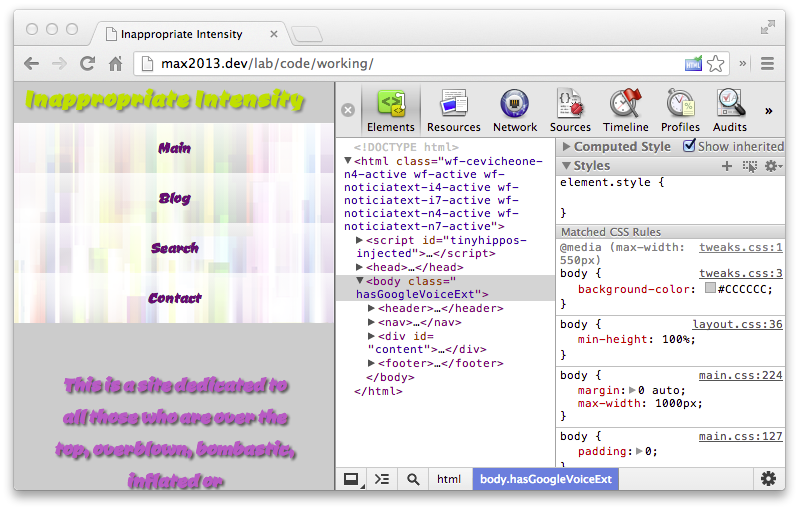 Inappropriate Intensity
max2013.dev/lab/code/working/
HTML
»
Inappropriate Intensity
Main
Blog
Search
Contact
This is a site dedicated to
all those who are over the
top, overblown, bombastic,
inflated or
Elements Resources Network Sources Timeline Profiles Audits »
<!DOCTYPE html>
▼<html class="wf-cevicheone-
n4-active wf-active wf-
noticiatext-i4-active wf-
noticiatext-i7-active wf-
noticiatext-n4-active wf-
noticiatext-n7-active">
▶<script id="tinyhippos-
injected">…</script>
▶<head>…</head>
▼<body class="
hasGoogleVoiceExt">
▶<header>…</header>
▶<nav>…</nav>
▶<div id=
"content">…</div>
▶<footer>…</footer>
</body>
</html>
▶ Computed Style Show inherited
▼ Styles
element.style {
}
Matched CSS Rules
@media (max-width: tweaks.css:1
550px)
body { tweaks.css:3
background-color: #CCCCCC;
}
body { layout.css:36
min-height: 100%;
}
body { main.css:224
margin:▶0 auto;
max-width: 1000px;
}
body { main.css:127
padding:▶0;
html body.hasGoogleVoiceExt